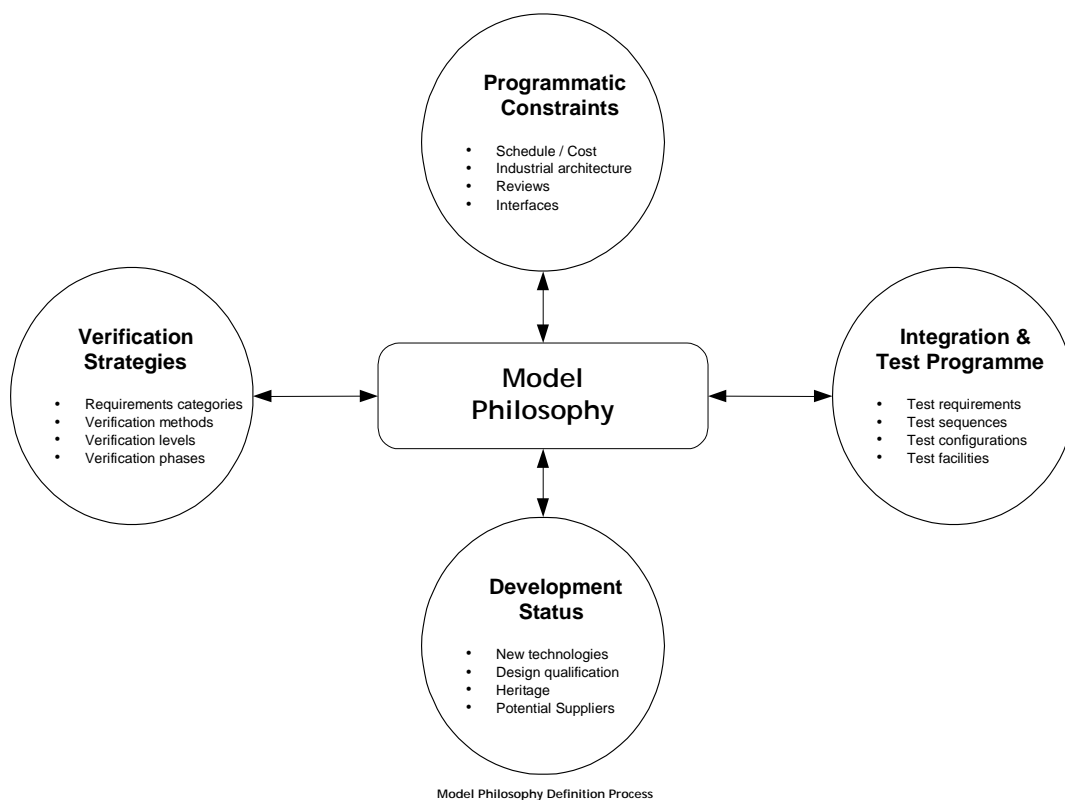 Programmatic
Constraints
• Schedule / Cost
• Industrial architecture
• Reviews
• Interfaces
Verification
Strategies
• Requirements categories
• Verification methods
• Verification levels
• Verification phases
Model
Philosophy
Integration &
Test Programme
• Test requirements
• Test sequences
• Test configurations
• Test facilities
Development
Status
• New technologies
• Design qualification
• Heritage
• Potential Suppliers
Model Philosophy Definition Process